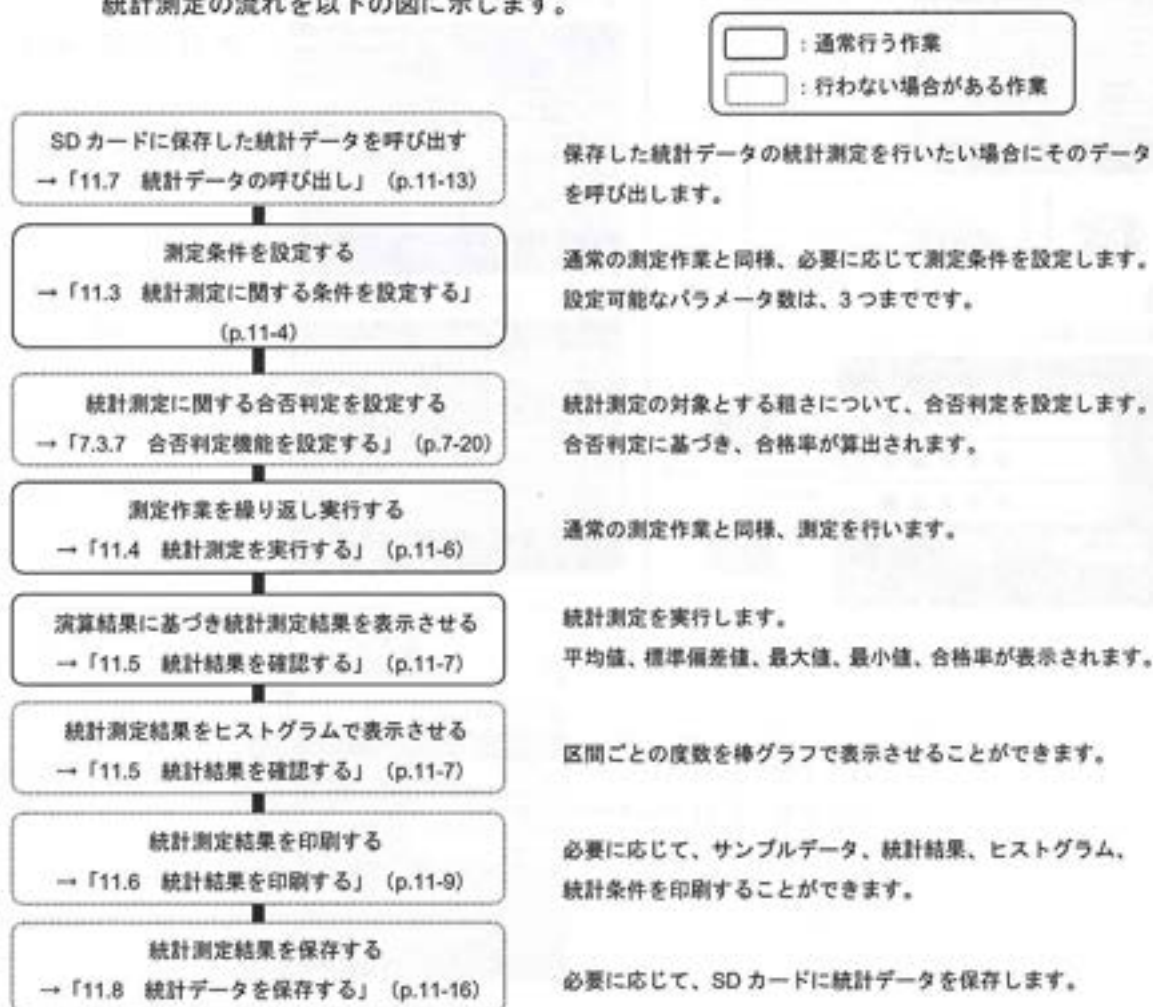 統計測定の流れを以下の図に示します。
：通常行う作業
：行わない場合がある作業
SD カードに保存した統計データを呼び出す
→「11.7 統計データの呼び出し」（p.11-13）
保存した統計データの統計測定を行いたい場合にそのデータ
を呼び出します。
測定条件を設定する
→「11.3 統計測定に関する条件を設定する」
（p.11-4）
通常の測定作業と同様、必要に応じて測定条件を設定します。
設定可能なパラメータ数は、3 つまでです。
統計測定に関する合否判定を設定する
→「7.3.7 合否判定機能を設定する」（p.7-20）
統計測定の対象とする粗さについて、合否判定を設定します。
合否判定に基づき、合格率が算出されます。
測定作業を繰り返し実行する
→「11.4 統計測定を実行する」（p.11-6）
通常の測定作業と同様、測定を行います。
演算結果に基づき統計測定結果を表示させる
→「11.5 統計結果を確認する」（p.11-7）
統計測定を実行します。
平均値、標準偏差値、最大値、最小値、合格率が表示されます。
統計測定結果をヒストグラムで表示させる
→「11.5 統計結果を確認する」（p.11-7）
区間ごとの度数を棒グラフで表示させることができます。
統計測定結果を印刷する
→「11.6 統計結果を印刷する」（p.11-9）
必要に応じて、サンプルデータ、統計結果、ヒストグラム、
統計条件を印刷することができます。
統計測定結果を保存する
→「11.8 統計データを保存する」（p.11-16）
必要に応じて、SD カードに統計データを保存します。